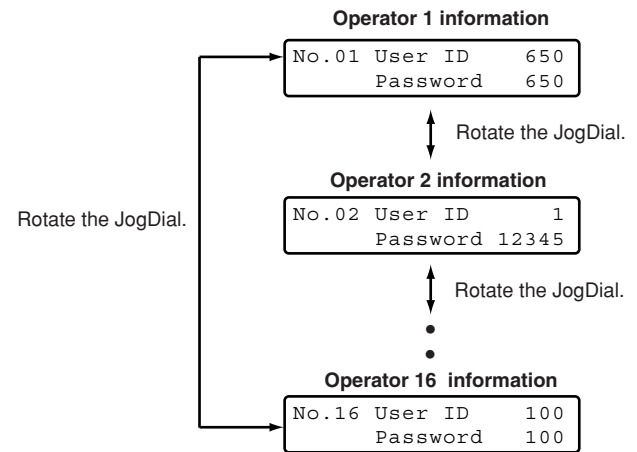 Operator 1 information
No.01 User ID 650
Password 650
Rotate the JogDial.
Operator 2 information
Rotate the JogDial.
No.02 User ID 1
Password 12345
Rotate the JogDial.
Operator 16 information
No.16 User ID 100
Password 100